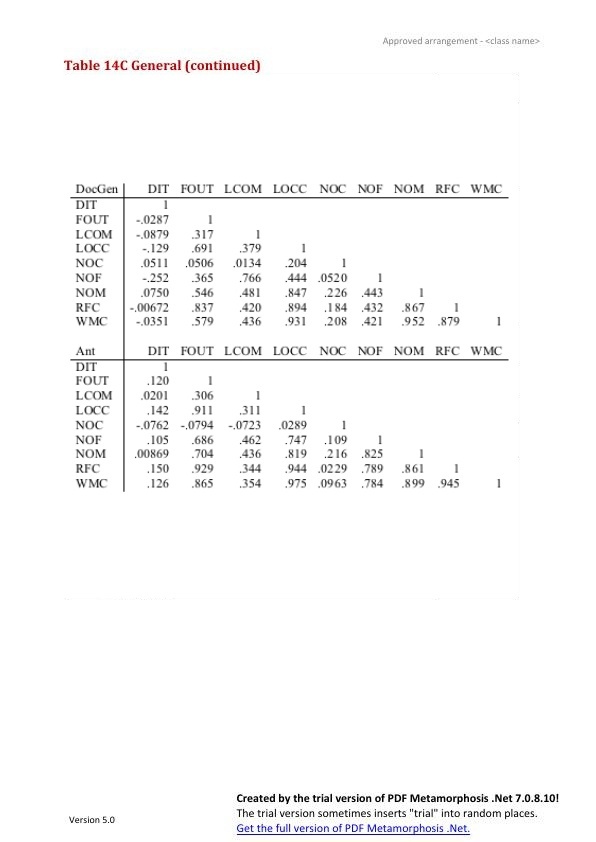 Approved arrangement - <class name>
Table 14C General (continued)
DocGen DIT FOUT LCOM LOCC NOC NOF NOM RFC WMC
DIT 1
FOUT -.0287 1
LCOM -.0879 .317 1
LOCC -.129 .691 .379 1
NOC .0511 .0506 .0134 .204 1
NOF -.252 .365 .766 .444 .0520 1
NOM .0750 .546 .481 .847 .226 .443 1
RFC -.00672 .837 .420 .894 .184 .432 .867 1
WMC -.0351 .579 .436 .931 .208 .421 .952 .879 1
Ant DIT FOUT LCOM LOCC NOC NOF NOM RFC WMC
DIT 1
FOUT .120 1
LCOM .0201 .306 1
LOCC .142 .911 .311 1
NOC -.0762 -.0794 -.0723 .0289 1
NOF .105 .686 .462 .747 .109 1
NOM .00869 .704 .436 .819 .216 .825 1
RFC .150 .929 .344 .944 .0229 .789 .861 1
WMC .126 .865 .354 .975 .0963 .784 .899 .945 1
Created by the trial version of PDF Metamorphosis .Net 7.0.8.10!
The trial version sometimes inserts "trial" into random places.
Version 5.0
Get the full version of PDF Metamorphosis .Net.